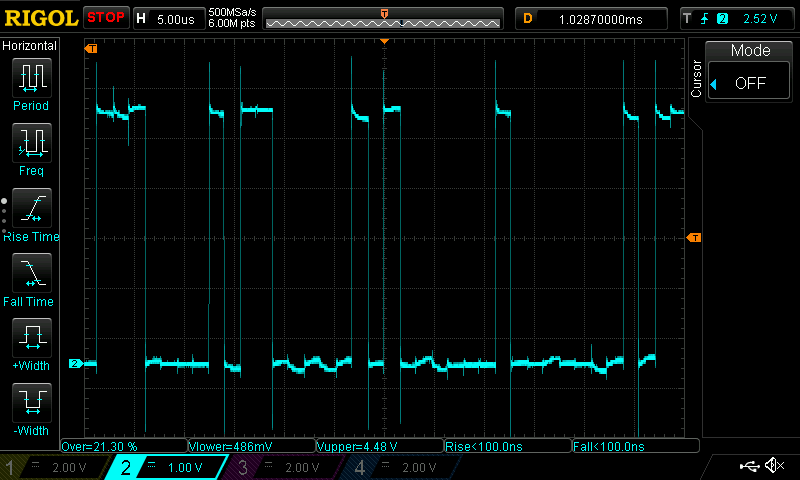 RIGOL STOP H 5.00us 500MSa/s 6.00M pts T D 1.02870000ms T 2 2.52 V
Horizontal
Period
Freq
Rise Time
Fall Time
+Width
-Width
T
T
2
Cursor
Mode
OFF
Over=21.30 % Vlower=486mV Vupper=4.48 V Rise<100.0ns Fall<100.0ns
1 2.00 V 2 1.00 V 3 2.00 V 4 2.00 V